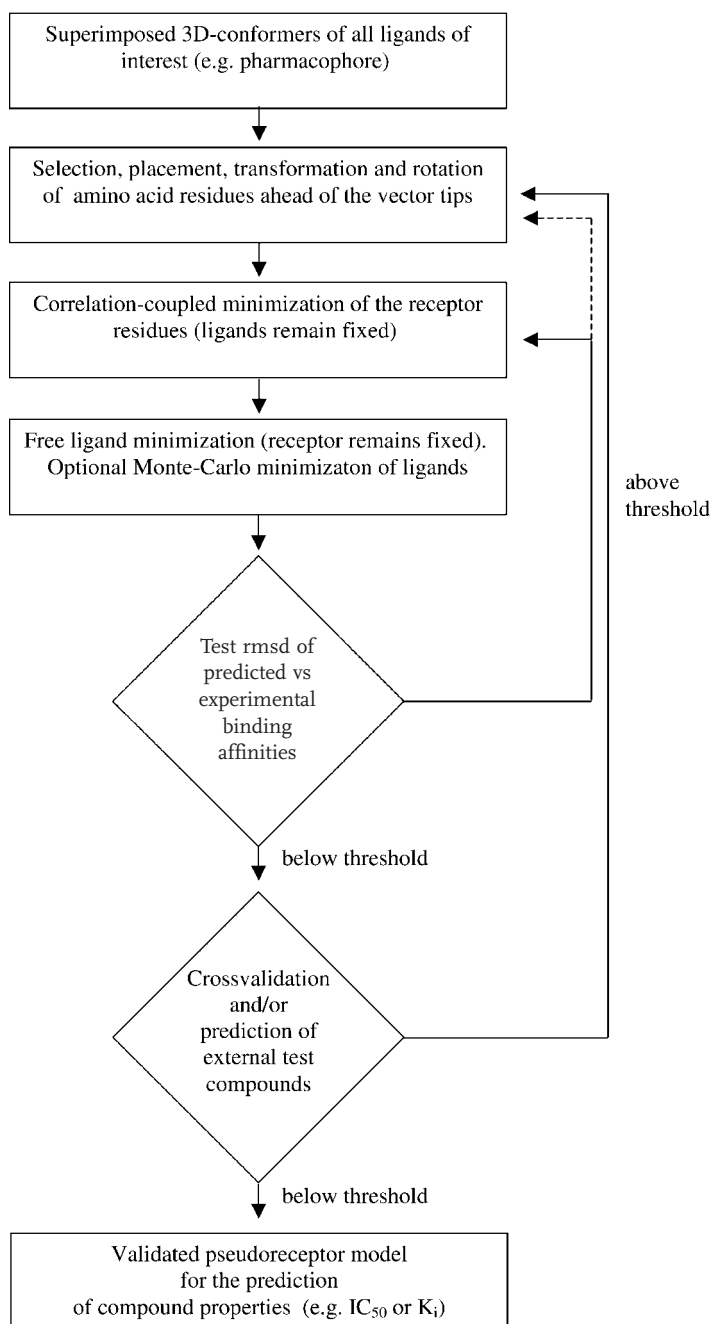 Superimposed 3D-conformers of all ligands of
interest (e.g. pharmacophore)
Selection, placement, transformation and rotation
of amino acid residues ahead of the vector tips
Correlation-coupled minimization of the receptor
residues (ligands remain fixed)
Free ligand minimization (receptor remains fixed).
Optional Monte-Carlo minimizaton of ligands
above
threshold
Test rmsd of
predicted vs
experimental
binding
affinities
below threshold
Crossvalidation
and/or
prediction of
external test
compounds
below threshold
Validated pseudoreceptor model
for the prediction
of compound properties (e.g. IC50 or Ki)